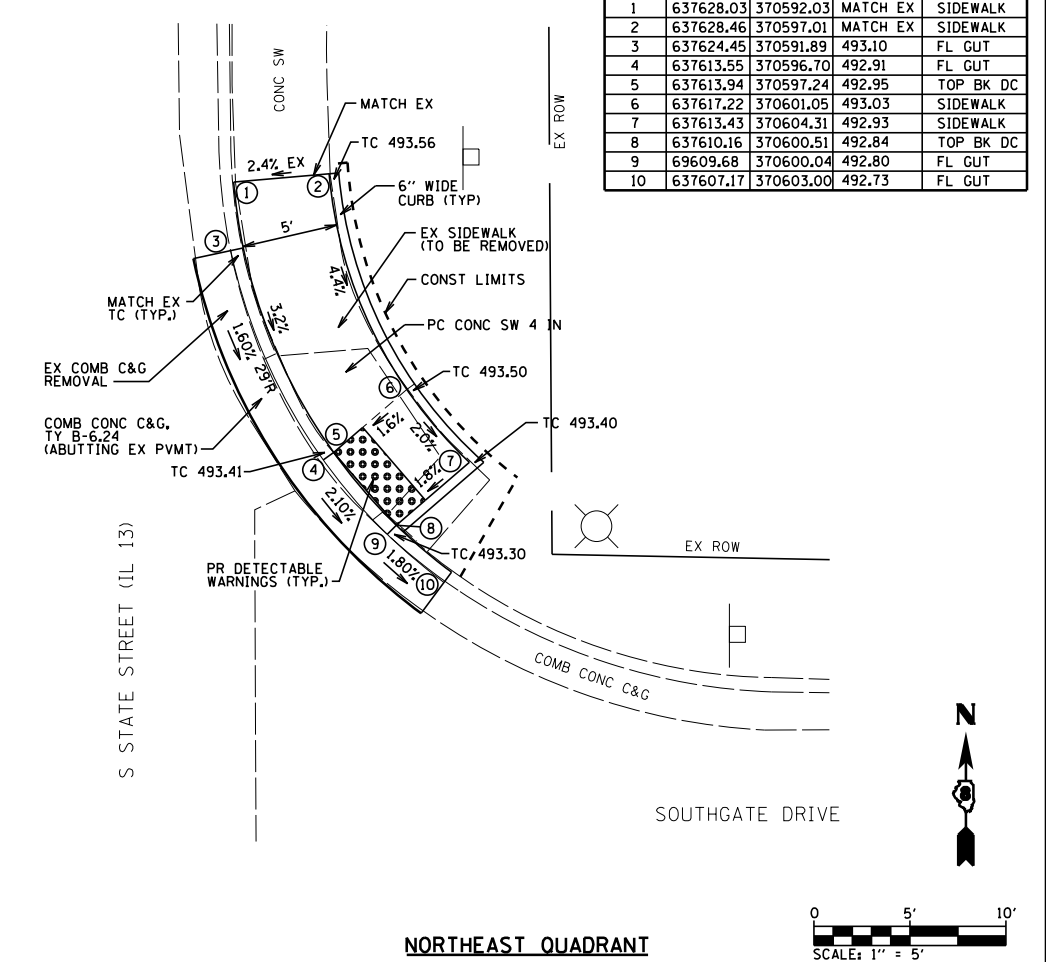 1 637628.03 370592.03 MATCH EX SIDEWALK
2 637628.46 370597.01 MATCH EX SIDEWALK
3 637624.45 370591.89 493.10 FL GUT
4 637613.55 370596.70 492.91 FL GUT
5 637613.94 370597.24 492.95 TOP BK DC
6 637617.22 370601.05 493.03 SIDEWALK
7 637613.43 370604.31 492.93 SIDEWALK
8 637610.16 370600.51 492.84 TOP BK DC
9 69609.68 370600.04 492.80 FL GUT
10 637607.17 370603.00 492.73 FL GUT
CONC SW
EX ROW
MATCH EX
TC 493.56
2.4% EX
1
2
6" WIDE
CURB (TYP)
5'
3
EX SIDEWALK
(TO BE REMOVED)
4.4%
CONST LIMITS
MATCH EX
TC (TYP.)
3.2%
PC CONC SW 4 IN
1.60%
29'R
EX COMB C&G
REMOVAL
TC 493.50
6
COMB CONC C&G,
TY B-6.24
(ABUTTING EX PVMT)
1.6%
2.0%
TC 493.40
5
TC 493.41
4
7
1.8%
2.10%
8
9
TC 493.30
EX ROW
1.80%
10
PR DETECTABLE
WARNINGS (TYP.)
S STATE STREET (IL 13)
COMB CONC C&G
N
8
SOUTHGATE DRIVE
0 5' 10'
SCALE: 1" = 5'
NORTHEAST QUADRANT